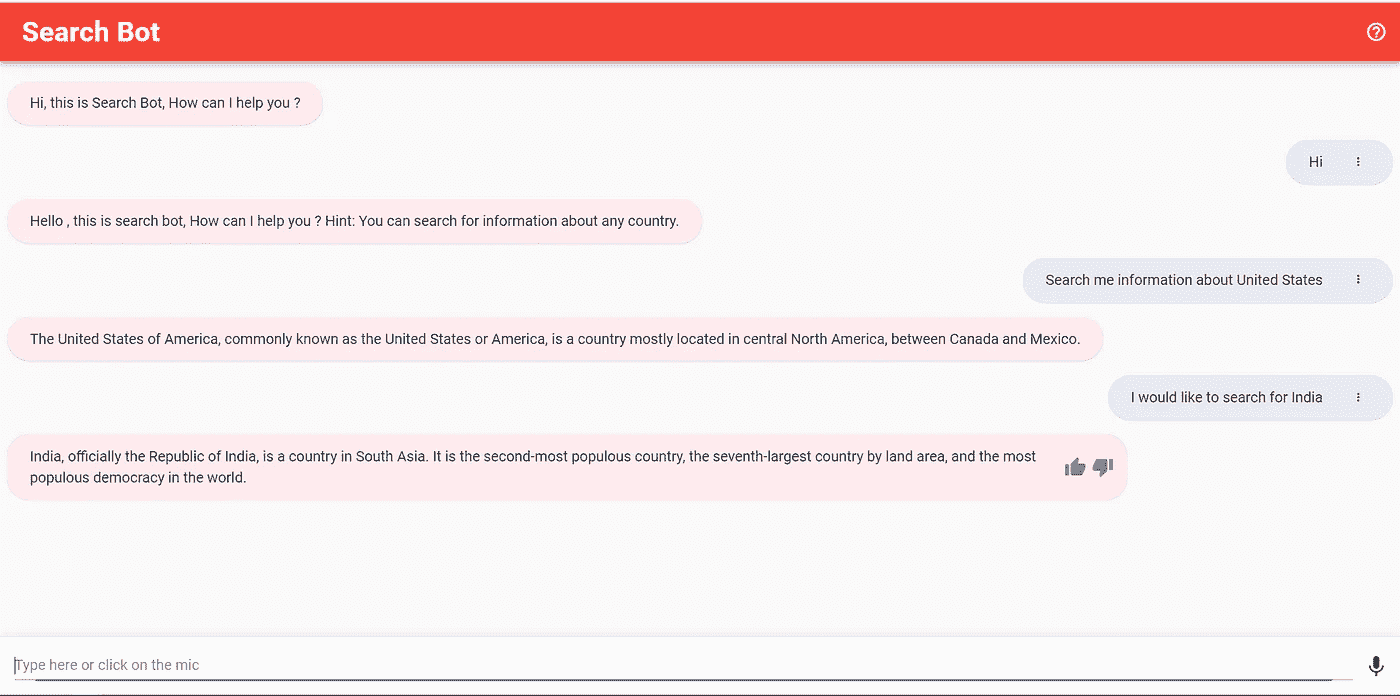 Search Bot
Hi, this is Search Bot, How can I help you ?
Hi
Hello , this is search bot, How can I help you ? Hint: You can search for information about any country.
Search me information about United States
The United States of America, commonly known as the United States or America, is a country mostly located in central North America, between Canada and Mexico.
I would like to search for India
India, officially the Republic of India, is a country in South Asia. It is the second-most populous country, the seventh-largest country by land area, and the most
populous democracy in the world.
Type here or click on the mic